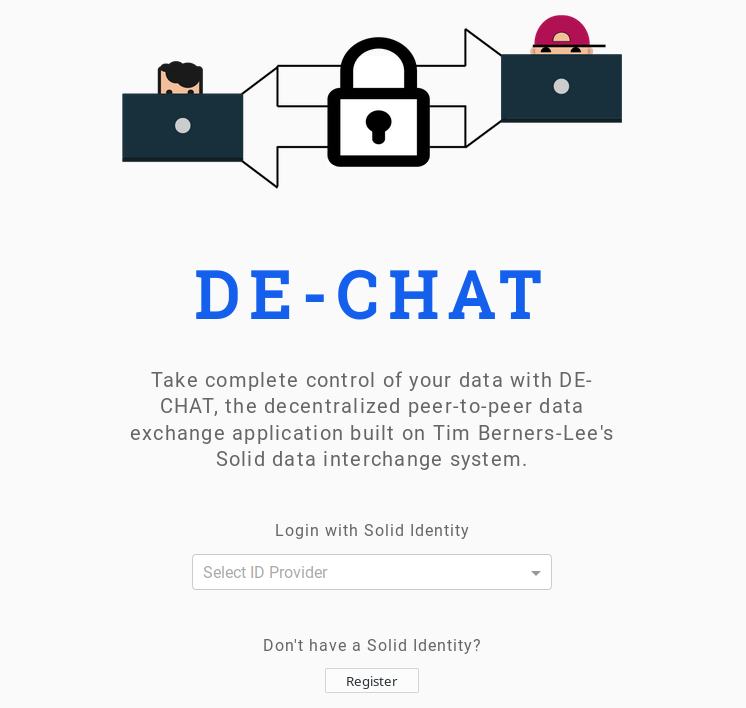 DE-CHAT
Take complete control of your data with DE-
CHAT, the decentralized peer-to-peer data
exchange application built on Tim Berners-Lee's
Solid data interchange system.
Login with Solid Identity
Select ID Provider
Don't have a Solid Identity?
Register